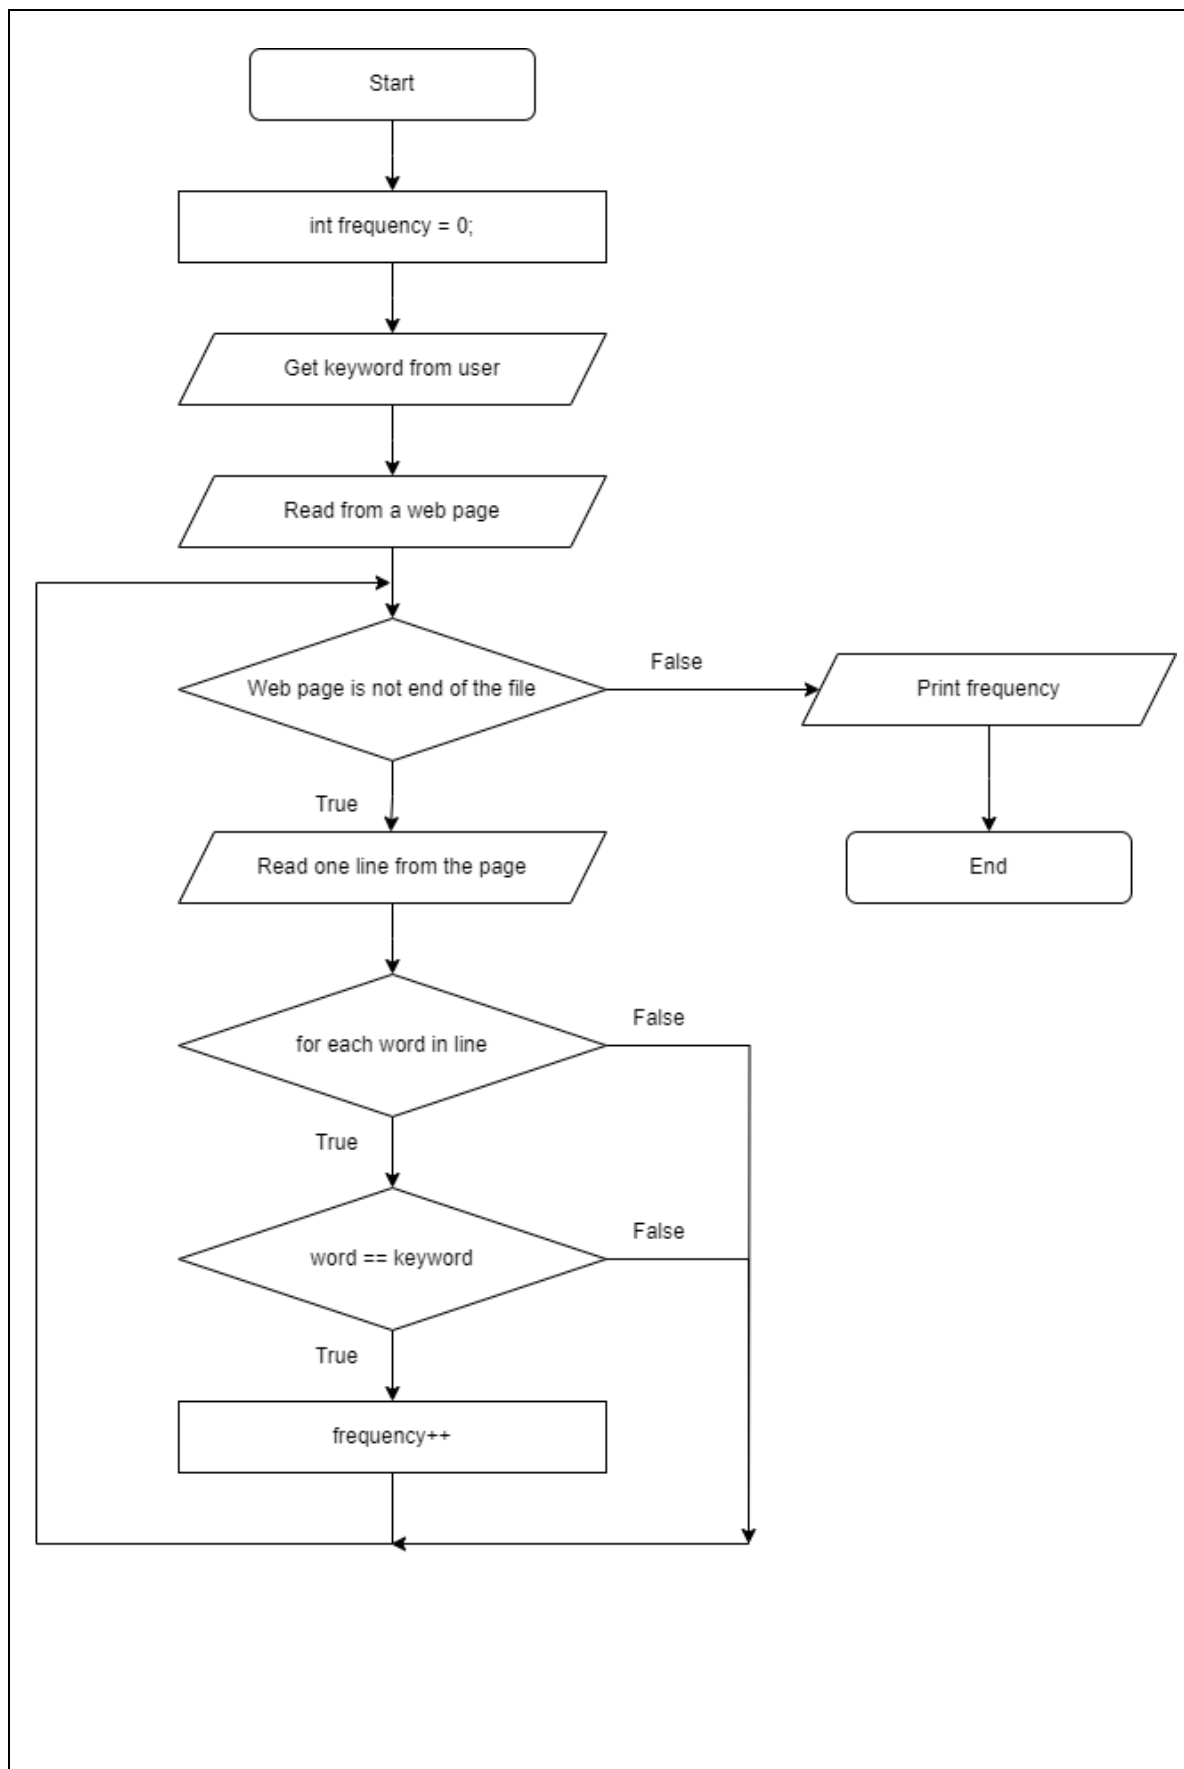 Start
int frequency = 0;
Get keyword from user
Read from a web page
Web page is not end of the file
False
Print frequency
True
Read one line from the page
End
for each word in line
False
True
word == keyword
False
True
frequency++